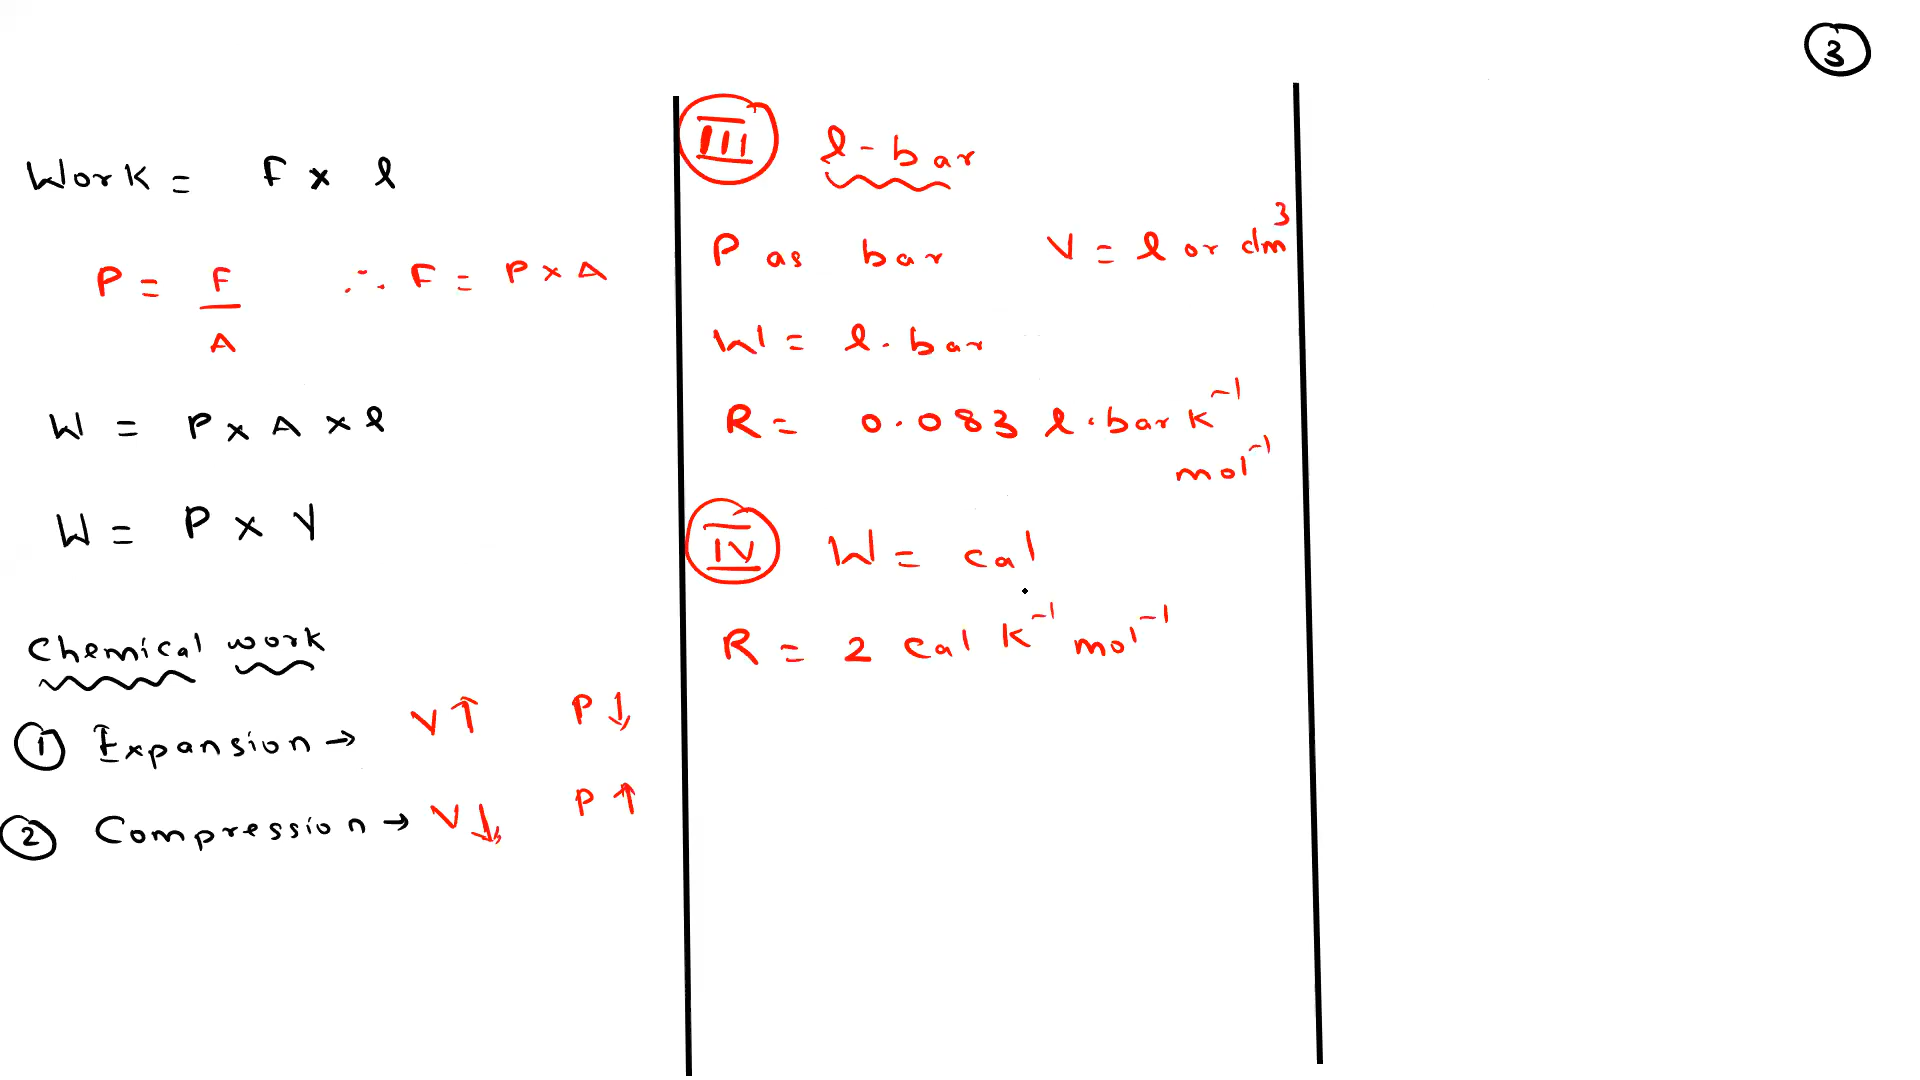 3
Work = F x l
P = F
A
∴ F = P x A
W = P x A x l
W = P x V
Chemical work
1 Expansion → V ↑ P ↓
2 Compression → V ↓ P ↑
III l-bar
P as bar V = l or dm³
W = l. bar
R = 0.083 l.bar K⁻¹
mol⁻¹
IV W = cal
R = 2 cal K⁻¹ mol⁻¹